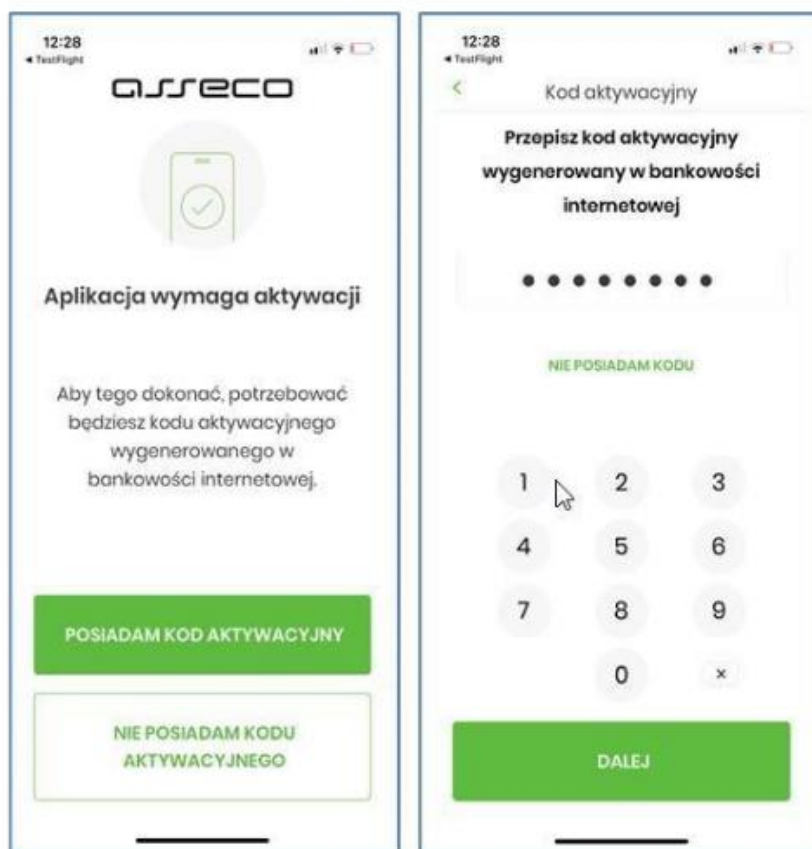 12:28
◄ TestFlight
asseco
Aplikacja wymaga aktywacji
Aby tego dokonać, potrzebować
będziesz kodu aktywacyjnego
wygenerowanego w
bankowości internetowej.
POSIADAM KOD AKTYWACYJNY
NIE POSIADAM KODU
AKTYWACYJNEGO
12:28
◄ TestFlight
Kod aktywacyjny
Przepisz kod aktywacyjny
wygenerowany w bankowości
internetowej
NIE POSIADAM KODU
1 2 3
4 5 6
7 8 9
0 ×
DALEJ